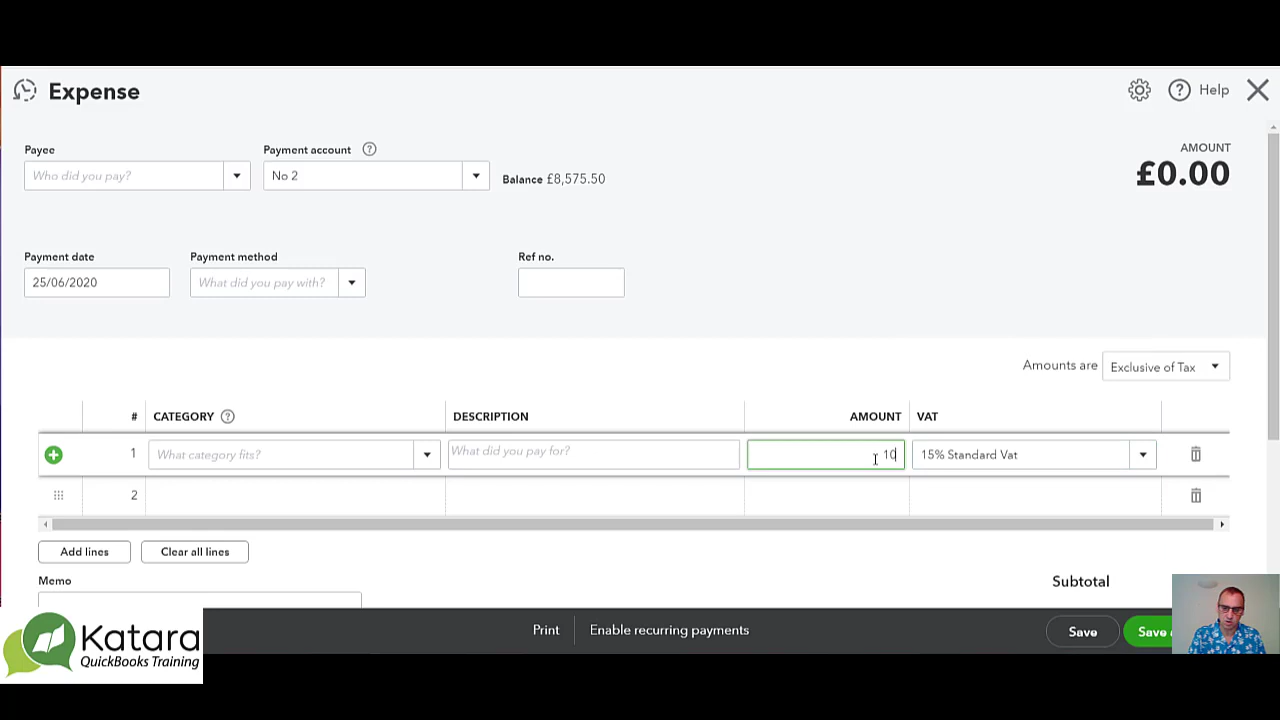 Expense
Help
Payee
Payment account
AMOUNT
Who did you pay?
No 2
Balance £8,575.50
£0.00
Payment date
Payment method
Ref no.
25/06/2020
What did you pay with?
Amounts are
Exclusive of Tax
# CATEGORY DESCRIPTION AMOUNT VAT
1 What category fits? What did you pay for? 10 15% Standard Vat
2
Add lines
Clear all lines
Memo
Subtotal
Print
Enable recurring payments
Save
Save
Katara
QuickBooks Training